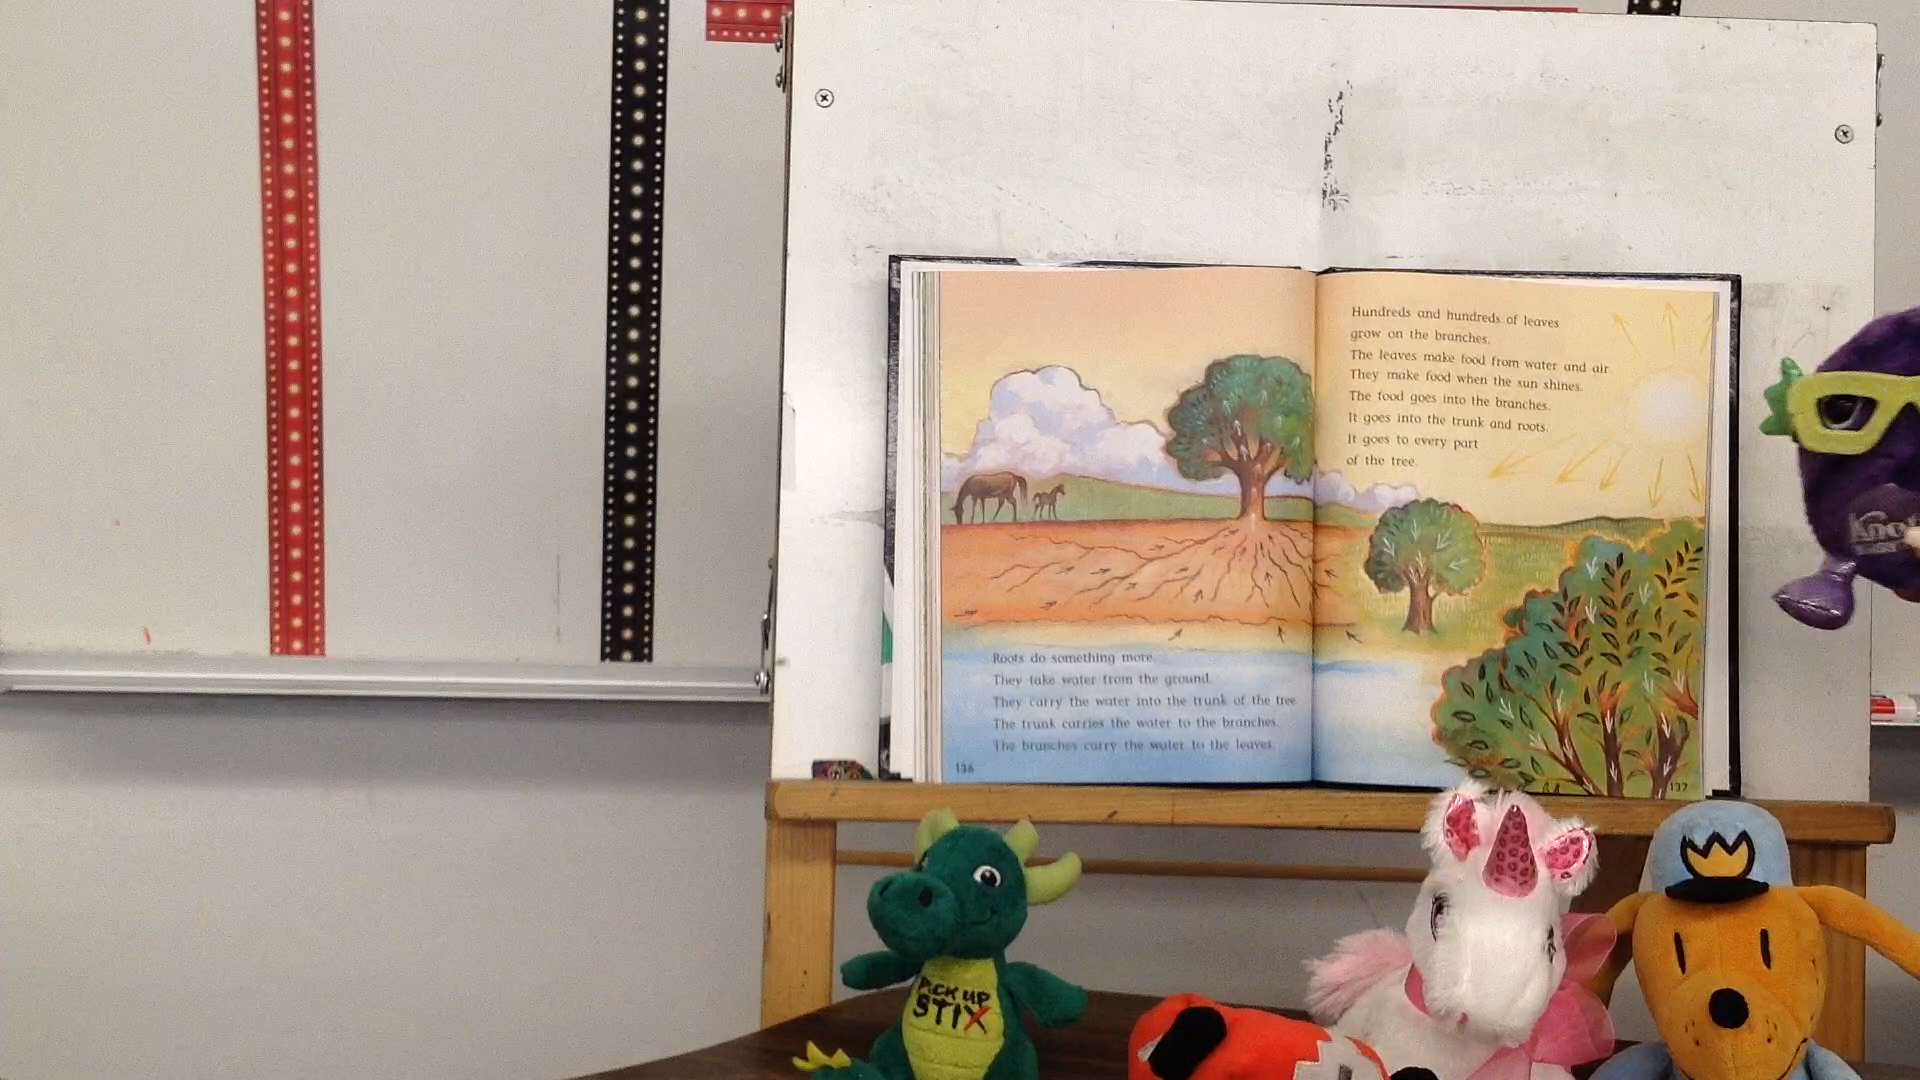 Roots do something more.
They take water from the ground.
They carry the water into the trunk of the tree.
The trunk carries the water to the branches.
The branches carry the water to the leaves.
136
Hundreds and hundreds of leaves
grow on the branches.
The leaves make food from water and air.
They make food when the sun shines.
The food goes into the branches.
It goes into the trunk and roots.
It goes to every part
of the tree.
137
PICK UP
STIX